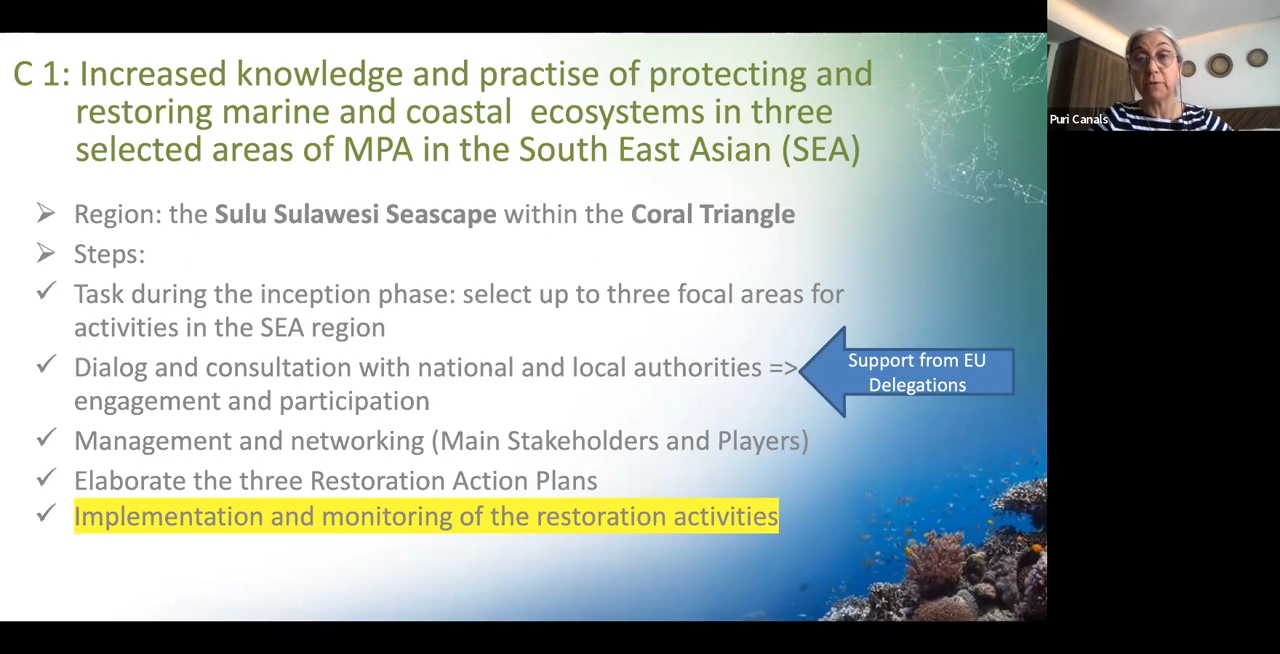 C 1: Increased knowledge and practise of protecting and
restoring marine and coastal ecosystems in three
selected areas of MPA in the South East Asian (SEA)
Region: the Sulu Sulawesi Seascape within the Coral Triangle
Steps:
Task during the inception phase: select up to three focal areas for
activities in the SEA region
Dialog and consultation with national and local authorities =>
engagement and participation
Support from EU
Delegations
Management and networking (Main Stakeholders and Players)
Elaborate the three Restoration Action Plans
Implementation and monitoring of the restoration activities
Puri Canals